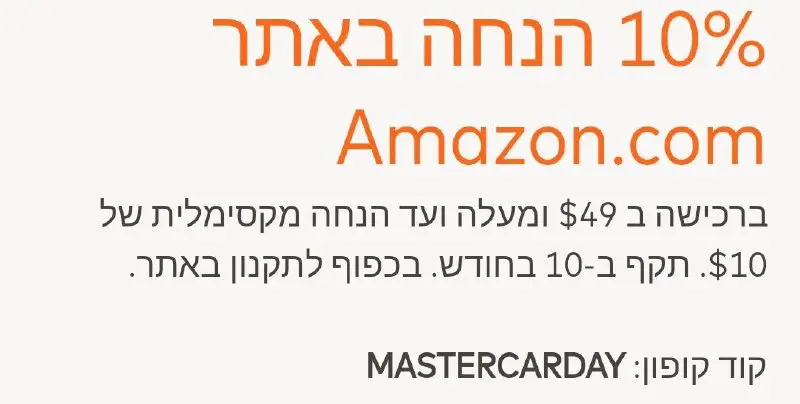 10% הנחה באתר
Amazon.com
ברכישה ב 49$ ומעלה ועד הנחה מקסימלית של
10$. תקף ב-10 בחודש. בכפוף לתקנון באתר.
קוד קופון: MASTERCARDAY